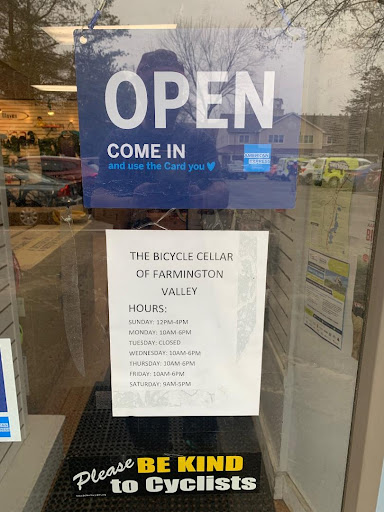 OPEN
COME IN
and use the Card you
AMERICAN EXPRESS
THE BICYCLE CELLAR
OF FARMINGTON
VALLEY
HOURS:
SUNDAY: 12PM-4PM
MONDAY: 10AM-6PM
TUESDAY: CLOSED
WEDNESDAY: 10AM-6PM
THURSDAY: 10AM-6PM
FRIDAY: 10AM-6PM
SATURDAY: 9AM-5PM
Please BE KIND
to Cyclists